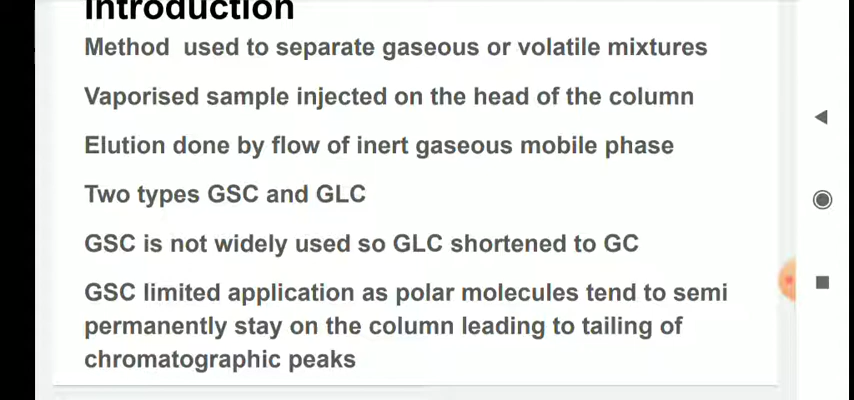 Introduction
Method used to separate gaseous or volatile mixtures
Vaporised sample injected on the head of the column
Elution done by flow of inert gaseous mobile phase
Two types GSC and GLC
GSC is not widely used so GLC shortened to GC
GSC limited application as polar molecules tend to semi
permanently stay on the column leading to tailing of
chromatographic peaks